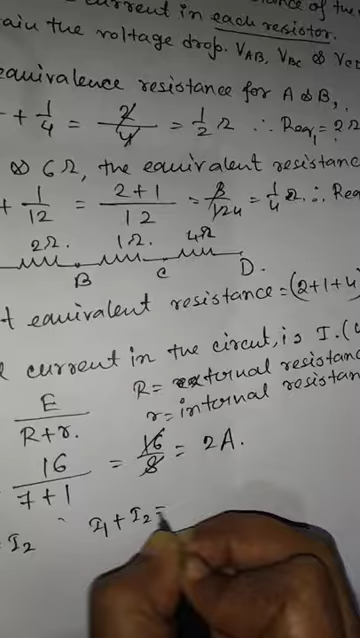 current in each resistor.
the voltage drop. VAB, VBC &
equivalence resistance for A & B,
+ 1/4 = 2/4 = 1/2 Ω ∴ Req1 = 2Ω
& 6Ω, the equivalent resistance
+ 1/12 = 2+1/12 = 3/12 4 = 1/4 Ω ∴ Req
2Ω. 1Ω. 4Ω
B C D.
equivalent resistance = (2+1+4)
current in the circuit, is I.
E/R+r. R = external resistance
r = internal resistan
16/7+1 = 16/8 = 2A.
= I2 I1 + I2 =